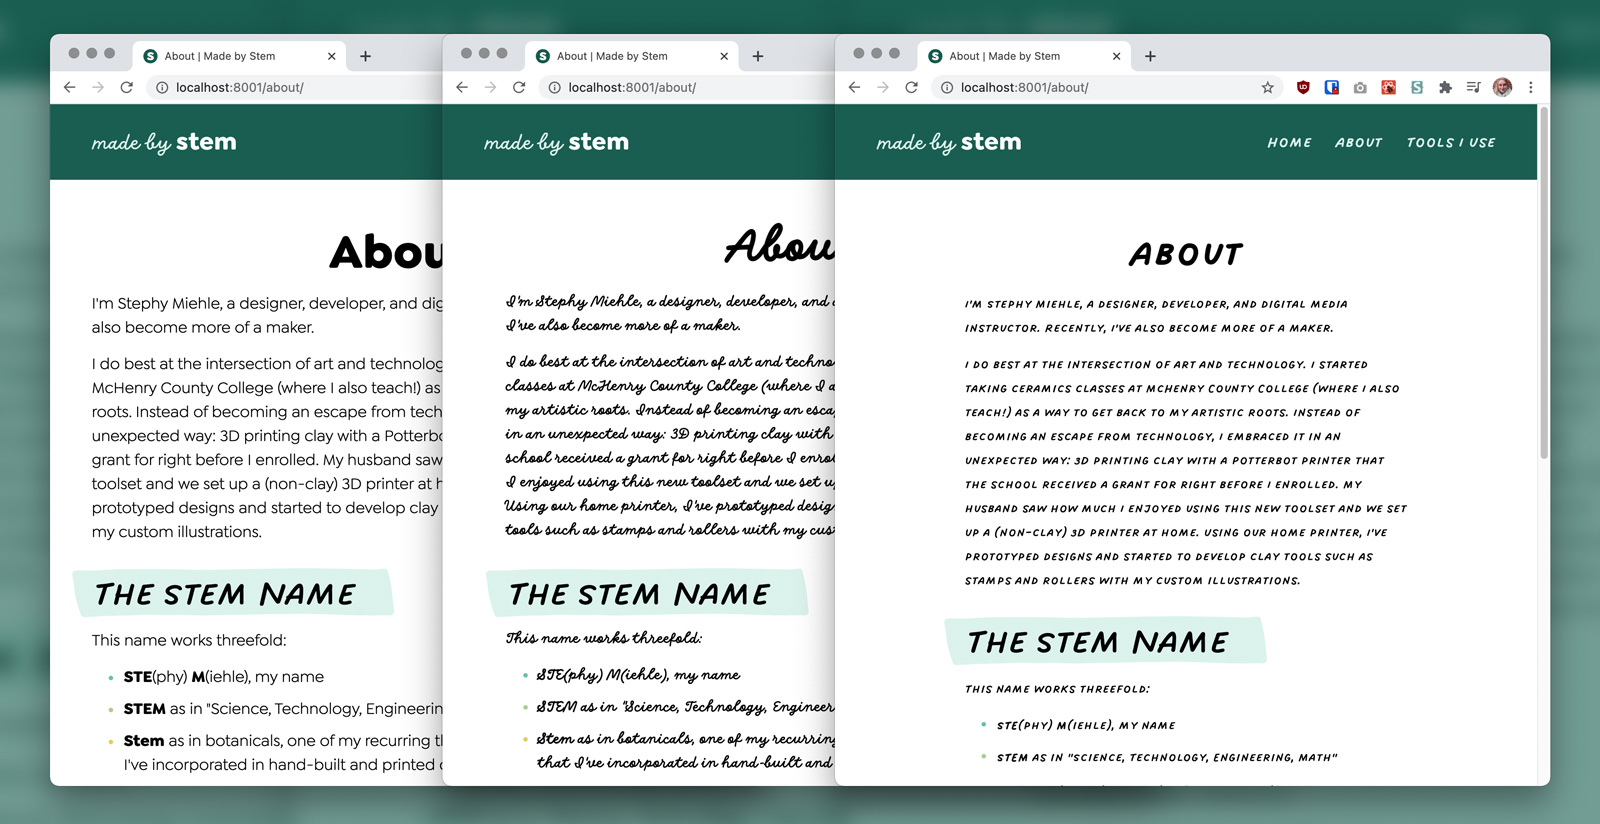 About | Made by Stem
localhost:8001/about/
made by stem
Abou
I'm Stephy Miehle, a designer, developer, and dig
also become more of a maker.
I do best at the intersection of art and technolog
McHenry County College (where I also teach!) as
roots. Instead of becoming an escape from tech
unexpected way: 3D printing clay with a Potterbo
grant for right before I enrolled. My husband saw
toolset and we set up a (non-clay) 3D printer at h
prototyped designs and started to develop clay
my custom illustrations.
THE STEM NAME
This name works threefold:
STE(phy) M(iehle), my name
STEM as in "Science, Technology, Engineerin
Stem as in botanicals, one of my recurring th
I've incorporated in hand-built and printed c
About | Made by Stem
localhost:8001/about/
made by stem
Abou
I'm Stephy Miehle, a designer, developer, and d
I've also become more of a maker.
I do best at the intersection of art and techno
classes at McHenry County College (where I a
my artistic roots. Instead of becoming an esca
in an unexpected way: 3D printing clay with
school received a grant for right before I enrol
I enjoyed using this new toolset and we set up
Using our home printer, I've prototyped desig
tools such as stamps and rollers with my cus
THE STEM NAME
This name works threefold:
STE(phy) M(iehle), my name
STEM as in "Science, Technology, Engineer
Stem as in botanicals, one of my recurring
that I've incorporated in hand-built and
About | Made by Stem
localhost:8001/about/
made by stem
HOME ABOUT TOOLS I USE
ABOUT
I'M STEPHY MIEHLE, A DESIGNER, DEVELOPER, AND DIGITAL MEDIA
INSTRUCTOR. RECENTLY, I'VE ALSO BECOME MORE OF A MAKER.
I DO BEST AT THE INTERSECTION OF ART AND TECHNOLOGY. I STARTED
TAKING CERAMICS CLASSES AT MCHENRY COUNTY COLLEGE (WHERE I ALSO
TEACH!) AS A WAY TO GET BACK TO MY ARTISTIC ROOTS. INSTEAD OF
BECOMING AN ESCAPE FROM TECHNOLOGY, I EMBRACED IT IN AN
UNEXPECTED WAY: 3D PRINTING CLAY WITH A POTTERBOT PRINTER THAT
THE SCHOOL RECEIVED A GRANT FOR RIGHT BEFORE I ENROLLED. MY
HUSBAND SAW HOW MUCH I ENJOYED USING THIS NEW TOOLSET AND WE SET
UP A (NON-CLAY) 3D PRINTER AT HOME. USING OUR HOME PRINTER, I'VE
PROTOTYPED DESIGNS AND STARTED TO DEVELOP CLAY TOOLS SUCH AS
STAMPS AND ROLLERS WITH MY CUSTOM ILLUSTRATIONS.
THE STEM NAME
THIS NAME WORKS THREEFOLD:
STE(PHY) M(IEHLE), MY NAME
STEM AS IN "SCIENCE, TECHNOLOGY, ENGINEERING, MATH"